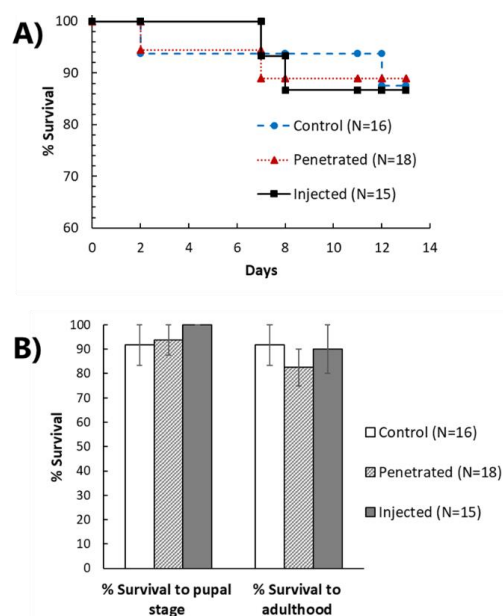 A)
100
90
80
70
60
% Survival
Control (N=16)
Penetrated (N=18)
Injected (N=15)
0 2 4 6 8 10 12 14
Days
B)
100
90
80
70
60
50
40
30
20
10
0
% Survival
Control (N=16)
Penetrated (N=18)
Injected (N=15)
% Survival to pupal
stage
% Survival to
adulthood